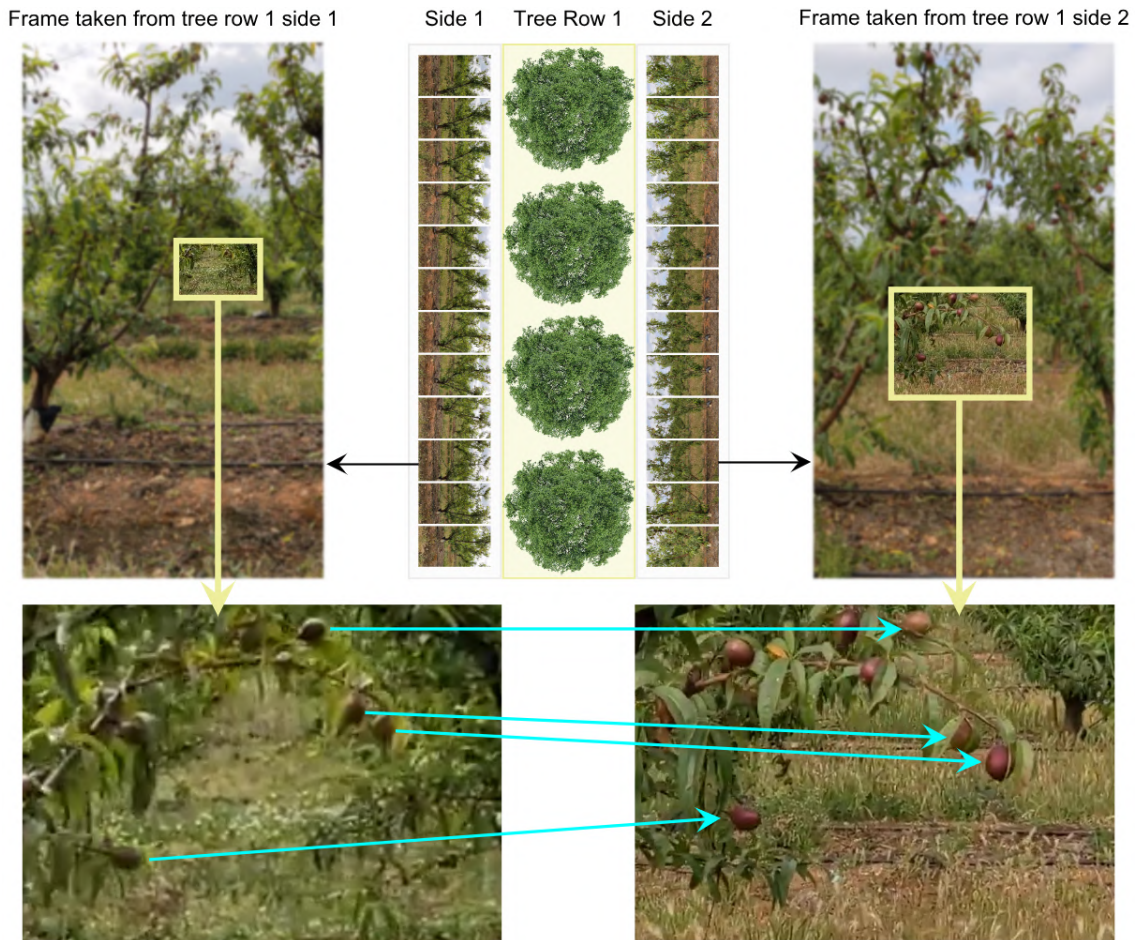 Frame taken from tree row 1 side 1
Side 1
Tree Row 1
Side 2
Frame taken from tree row 1 side 2